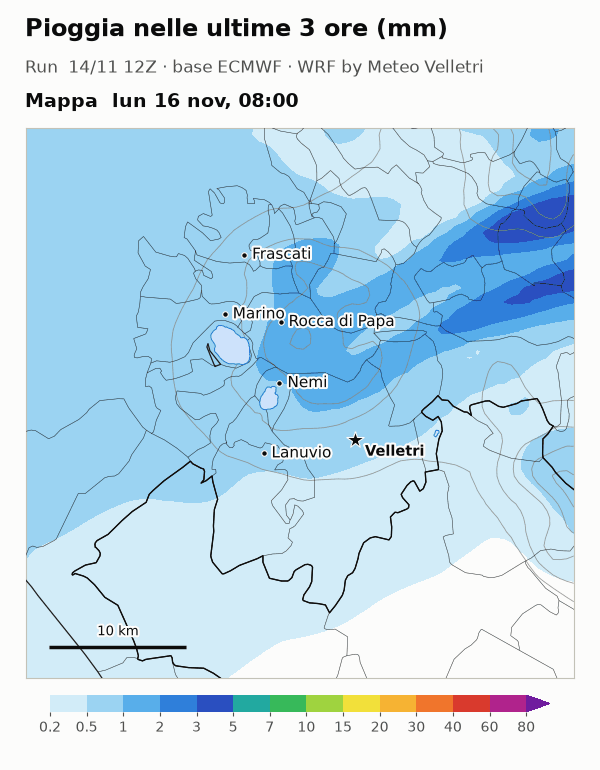 Pioggia nelle ultime 3 ore (mm)
Run 14/11 12Z · base ECMWF · WRF by Meteo Velletri
Mappa lun 16 nov, 08:00
Frascati
Marino
Rocca di Papa
Nemi
Velletri
Lanuvio
10 km
0.2 0.5 1 2 3 5 7 10 15 20 30 40 60 80